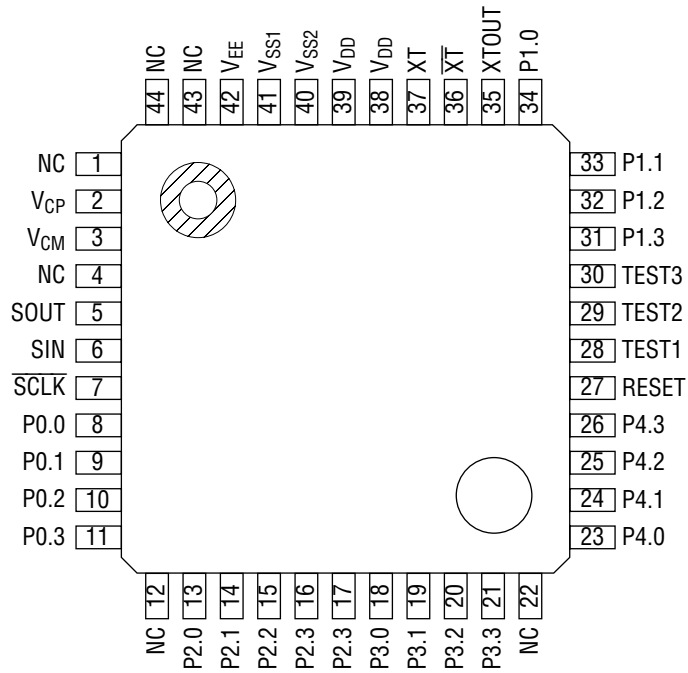 NC NC VEE VSS1 VSS2 VDD VDD XT X̅T̅ XTOUT P1.0
44 43 42 41 40 39 38 37 36 35 34
NC 1
VCP 2
VCM 3
NC 4
SOUT 5
SIN 6
S̅C̅L̅K̅ 7
P0.0 8
P0.1 9
P0.2 10
P0.3 11
33 P1.1
32 P1.2
31 P1.3
30 TEST3
29 TEST2
28 TEST1
27 RESET
26 P4.3
25 P4.2
24 P4.1
23 P4.0
12 13 14 15 16 17 18 19 20 21 22
NC P2.0 P2.1 P2.2 P2.3 P2.3 P3.0 P3.1 P3.2 P3.3 NC